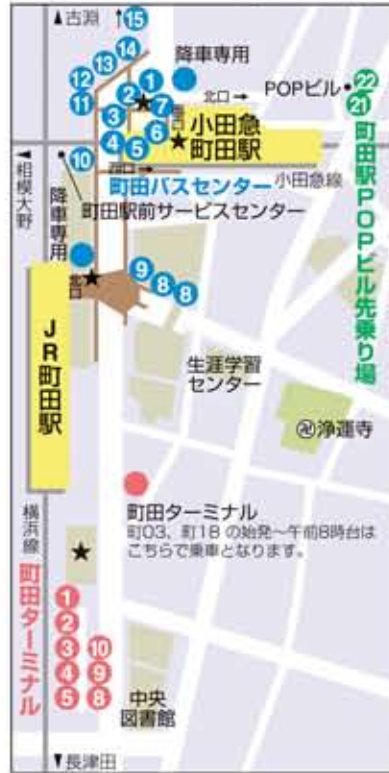 ▲古淵 ↑⑮
⑭
⑬
⑫
⑪
降車専用
①
②
③
⑦
⑥
④
⑤
北口→
POPビル•
㉒
㉑
町田駅POPビル先乗り場
小田急
町田駅
小田急線
町田バスセンター
⑩
町田駅前サービスセンター
◀相模大野
降車専用
北口
⑨
⑧
⑧
JR町田駅
生涯学習
センター
卍浄運寺
町田ターミナル
町03、町18 の始発〜午前8時台は
こちらで乗車となります。
横浜線
町田ターミナル
①
②
③
④
⑤
⑩
⑨
⑧
中央
図書館
▼長津田